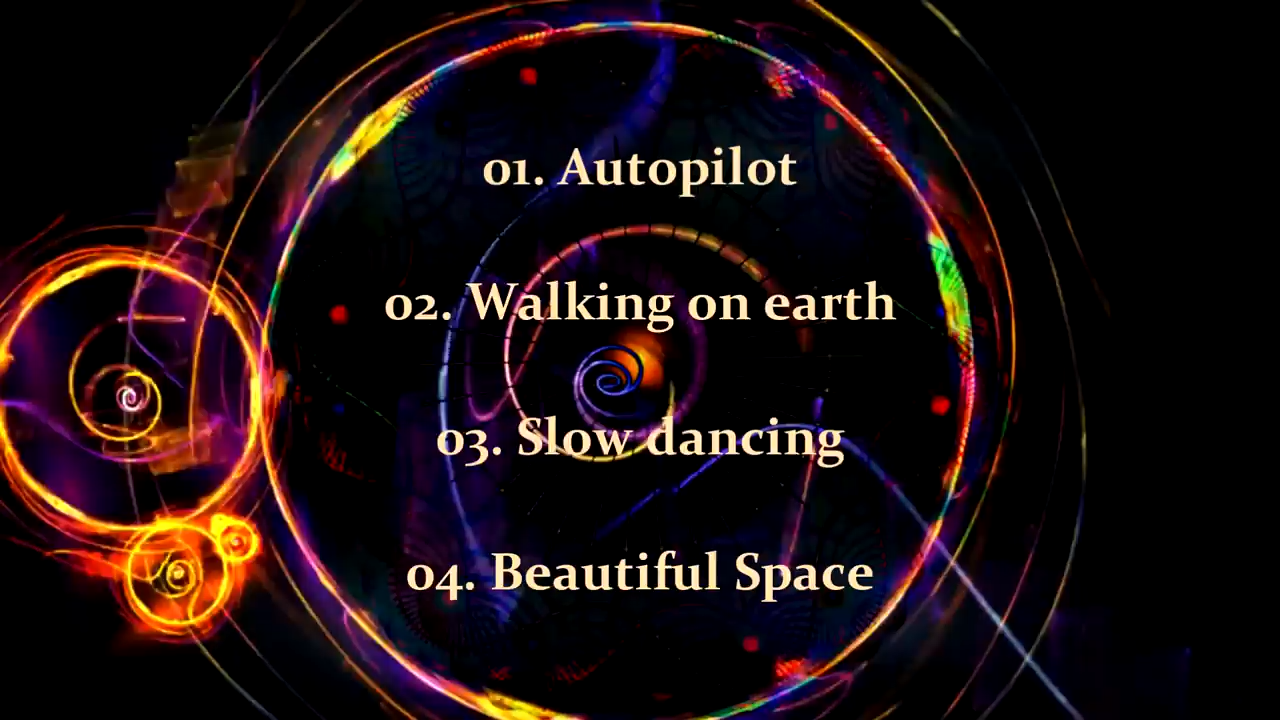 01. Autopilot
02. Walking on earth
03. Slow dancing
04. Beautiful Space